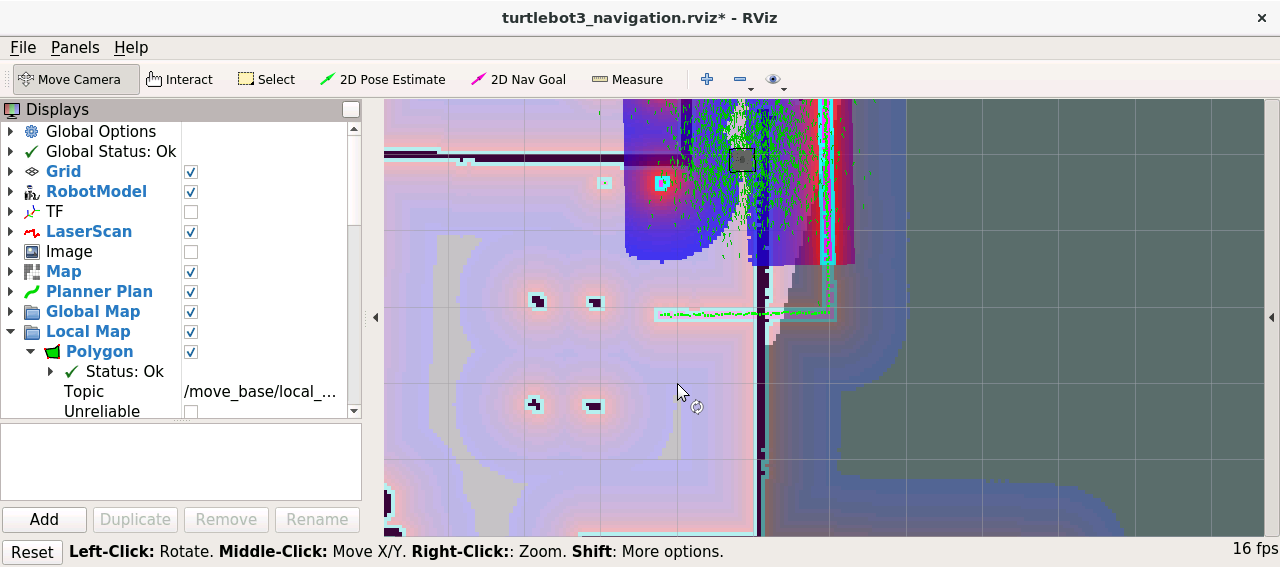 turtlebot3_navigation.rviz* - RViz
File Panels Help
Move Camera Interact Select 2D Pose Estimate 2D Nav Goal Measure
Displays
Global Options
Global Status: Ok
Grid
RobotModel
TF
LaserScan
Image
Map
Planner Plan
Global Map
Local Map
Polygon
Status: Ok
Topic /move_base/local_...
Unreliable
Add Duplicate Remove Rename
Reset Left-Click: Rotate. Middle-Click: Move X/Y. Right-Click:: Zoom. Shift: More options. 16 fps